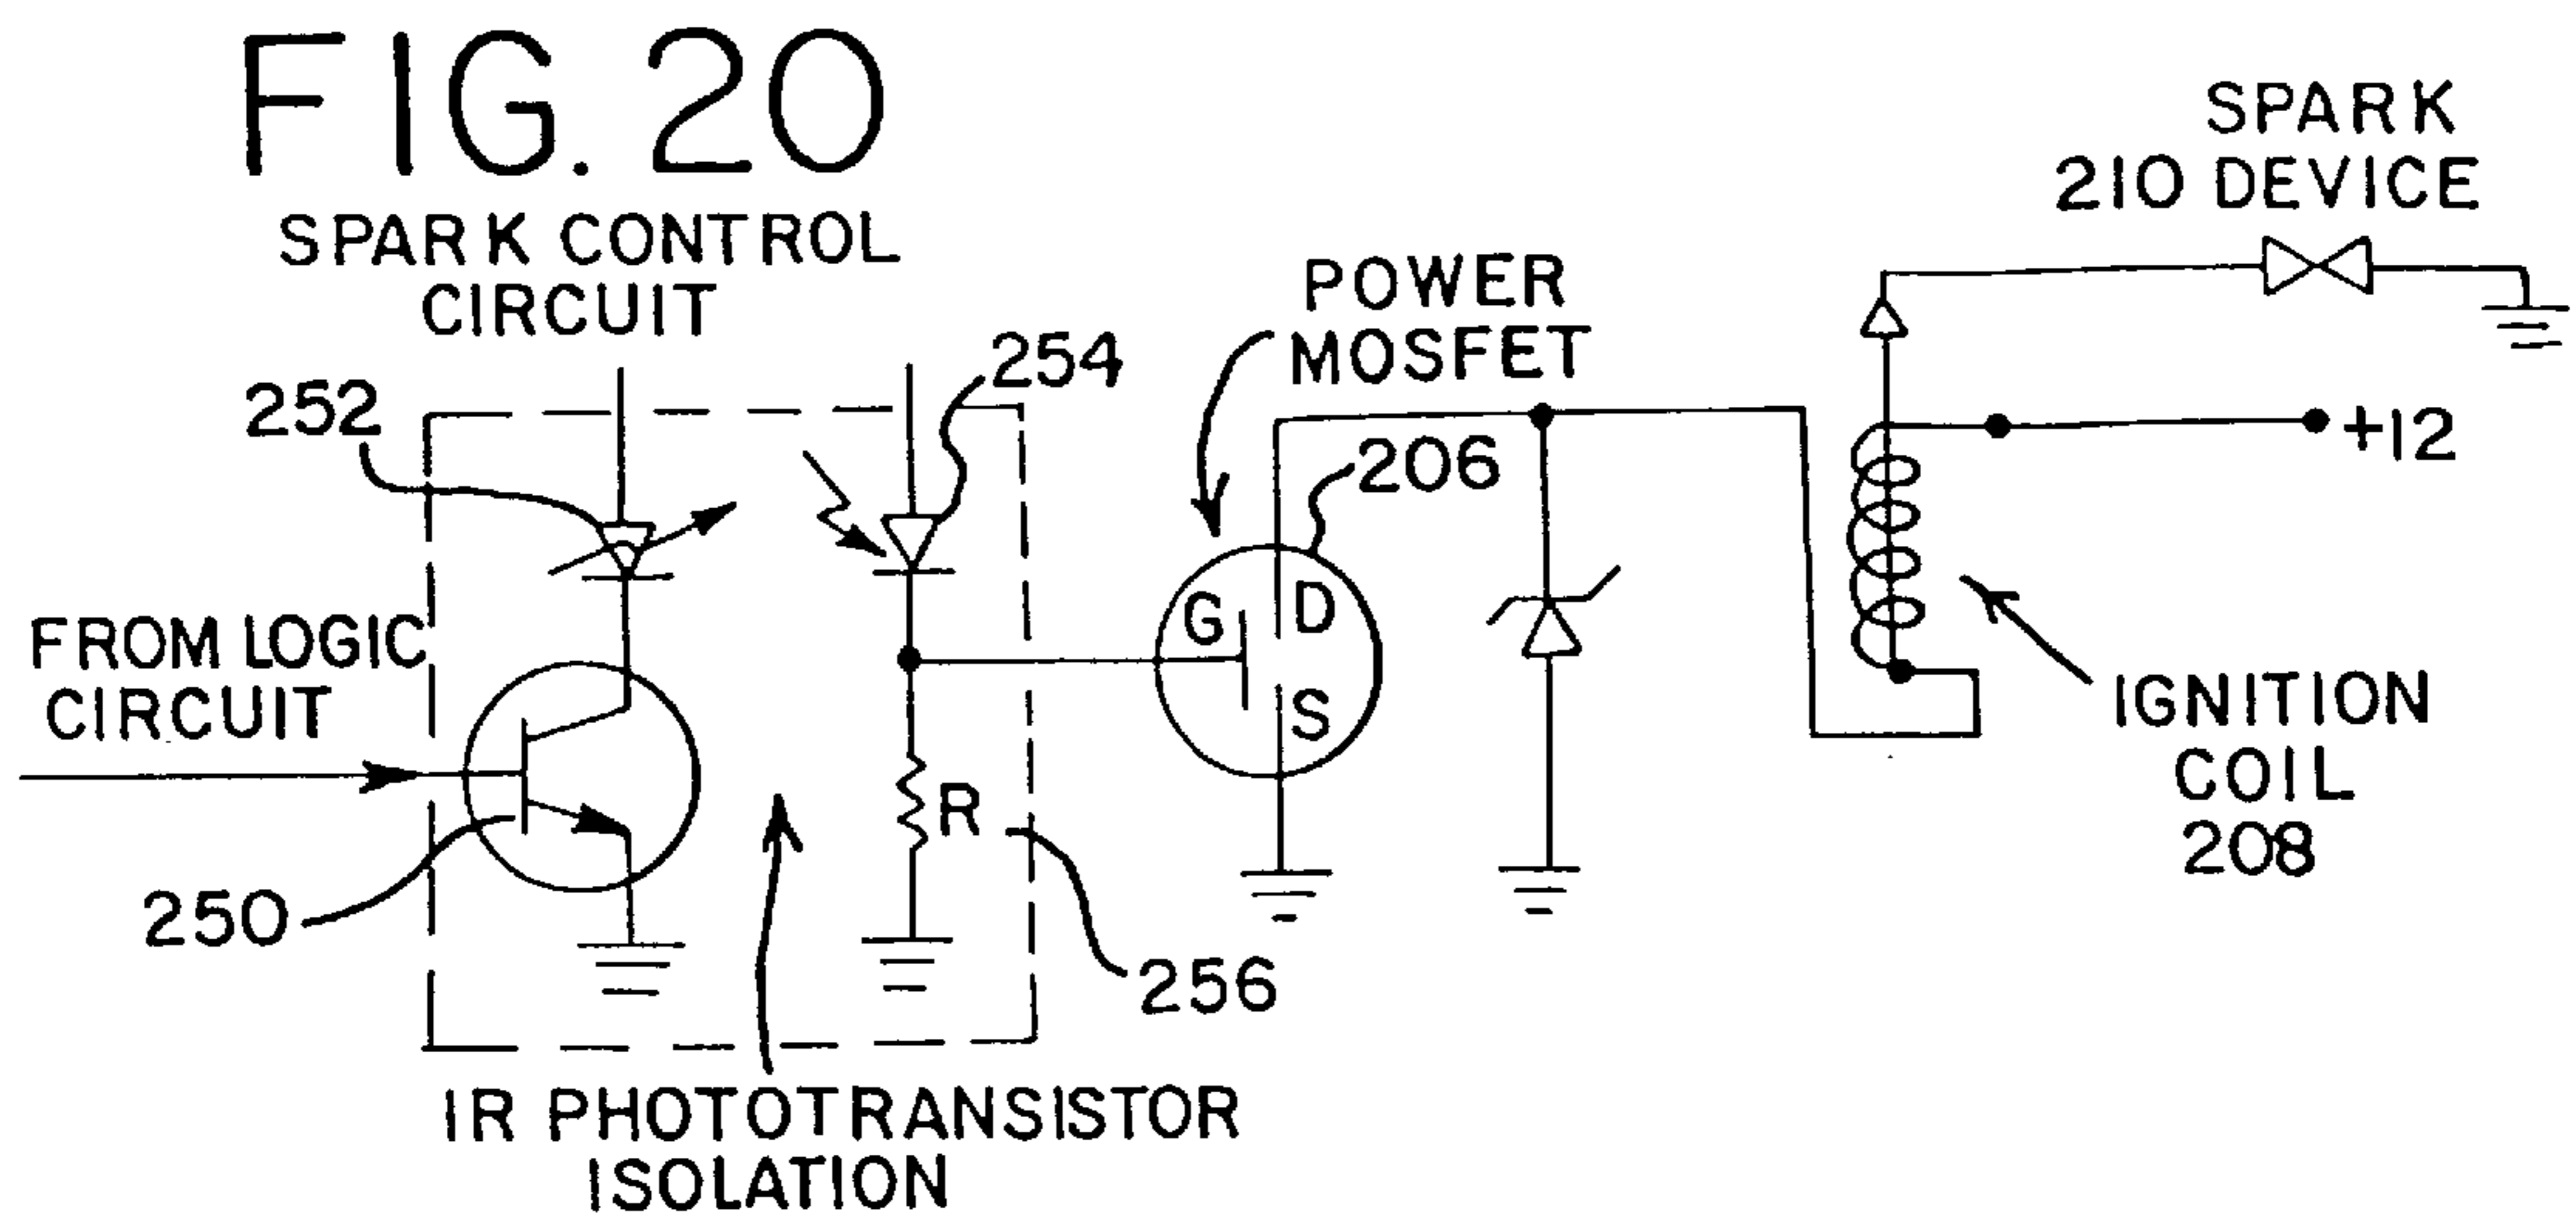 FIG. 20
SPARK CONTROL
CIRCUIT
SPARK
210 DEVICE
POWER
MOSFET
254
252
206
+12
G
D
S
FROM LOGIC
CIRCUIT
R
IGNITION
COIL
208
250
256
IR PHOTOTRANSISTOR
ISOLATION